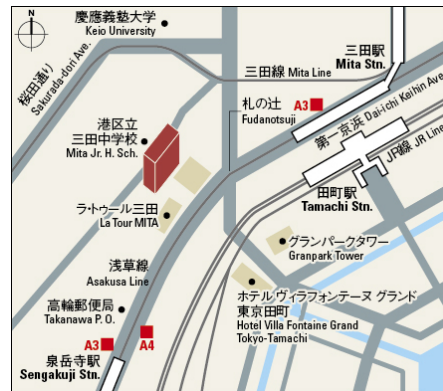 N
慶應義塾大学
Keio University
桜田通り
Sakurada-dori Ave.
三田駅
Mita Stn.
三田線 Mita Line
札の辻
Fudanotsuji
A3
第一京浜 Dai-ichi Keihin Ave.
JR線 JR Line
港区立
三田中学校
Mita Jr. H. Sch.
田町駅
Tamachi Stn.
ラ・トゥール三田
La Tour MITA
グランパークタワー
Granpark Tower
浅草線
Asakusa Line
ホテル ヴィラフォンテーヌ グランド
東京田町
Hotel Villa Fontaine Grand
Tokyo-Tamachi
高輪郵便局
Takanawa P. O.
A3
A4
泉岳寺駅
Sengakuji Stn.